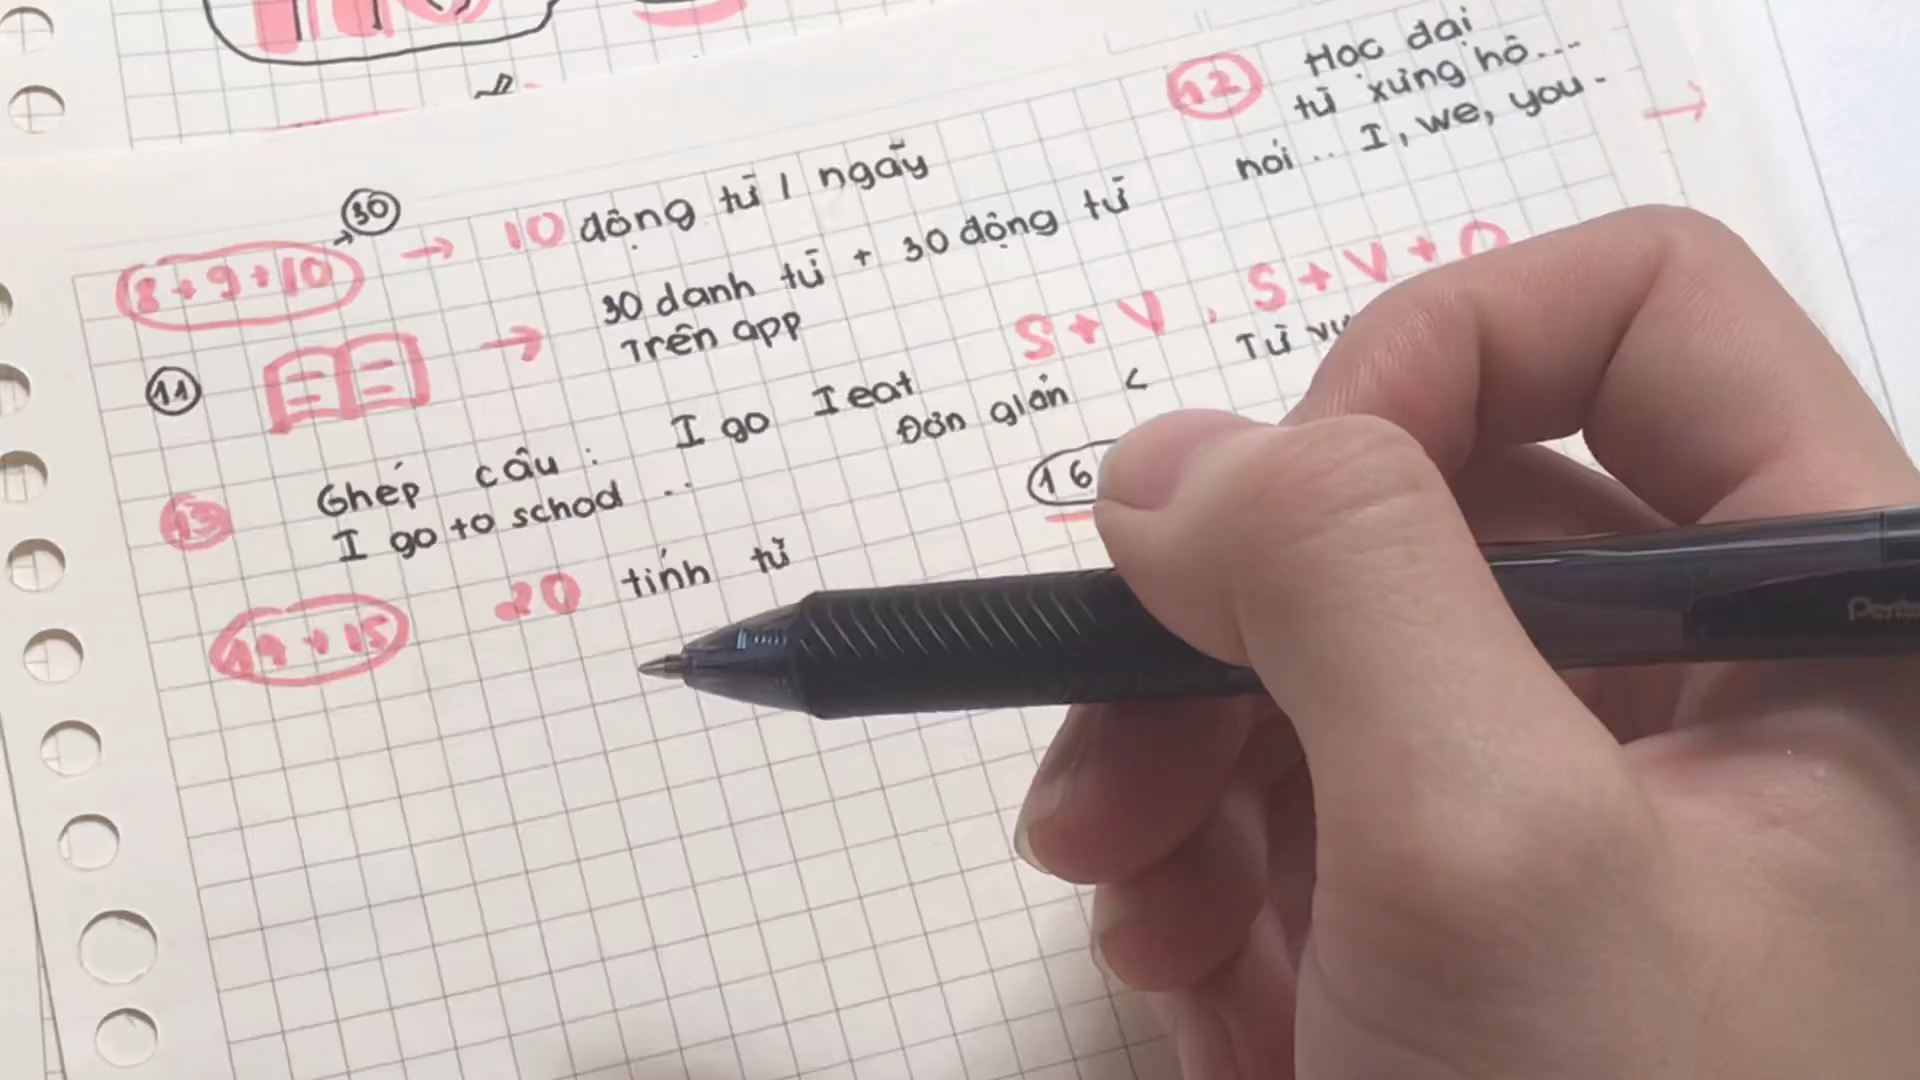 12 Học đại
từ xưng hô...
nói .. I, we, you -
30
8 + 9 + 10 → 10 động từ 1 ngày
11 → 30 danh từ + 30 động từ
Trên app
S + V , S + V +
13 Ghép câu : I go I eat
Đơn giản < Từ
I go to school ..
16
14 + 15 20 tính từ